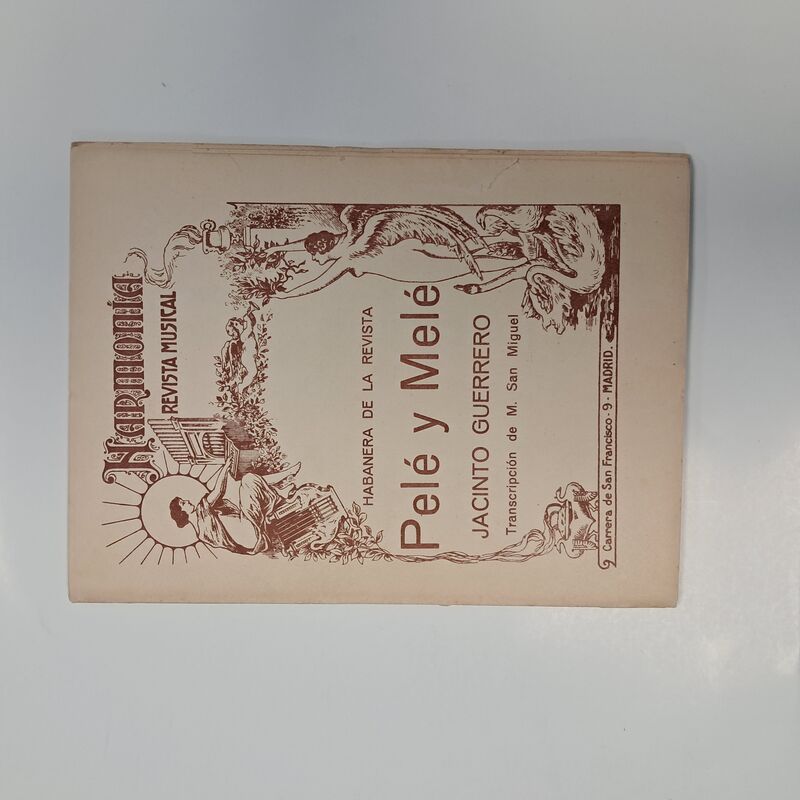 HARMONÍA
REVISTA MUSICAL
HABANERA DE LA REVISTA
Pelé y Melé
JACINTO GUERRERO
Transcripción de M. San Miguel
Carrera de San Francisco - 9 - MADRID.